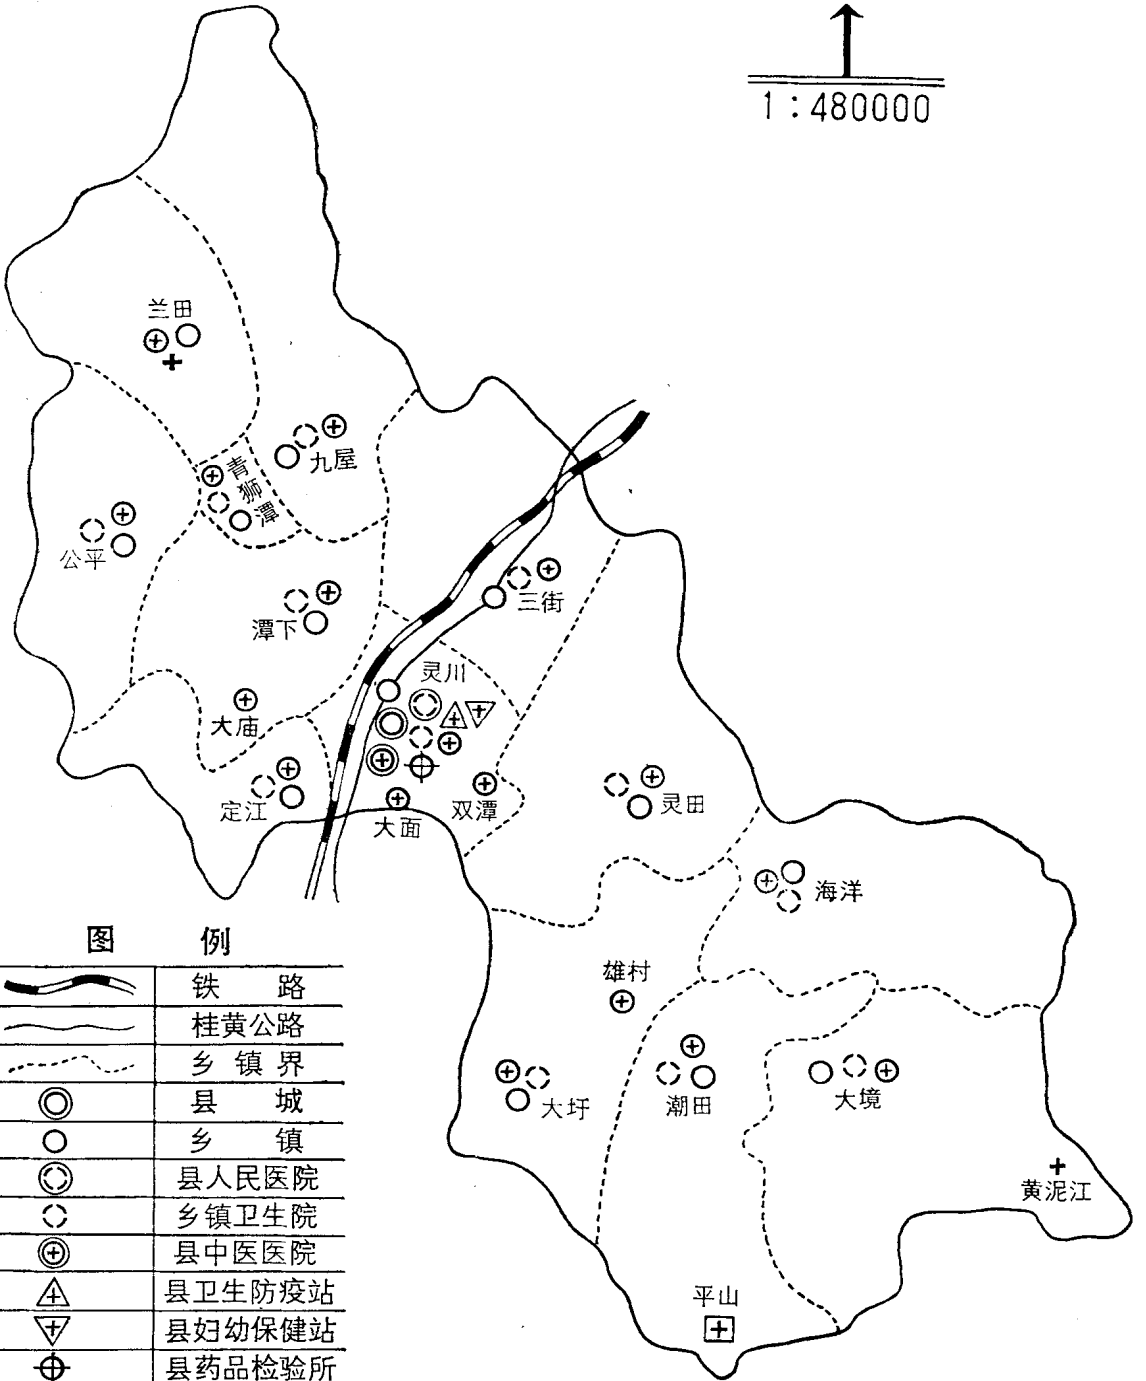 1:480000
兰田
九屋
青狮潭
公平
三街
潭下
灵川
大庙
定江
大面
双潭
灵田
海洋
雄村
大圩
潮田
大境
黄泥江
平山
图 例
铁 路
桂黄公路
乡镇界
县 城
乡 镇
县人民医院
乡镇卫生院
县中医医院
县卫生防疫站
县妇幼保健站
县药品检验所